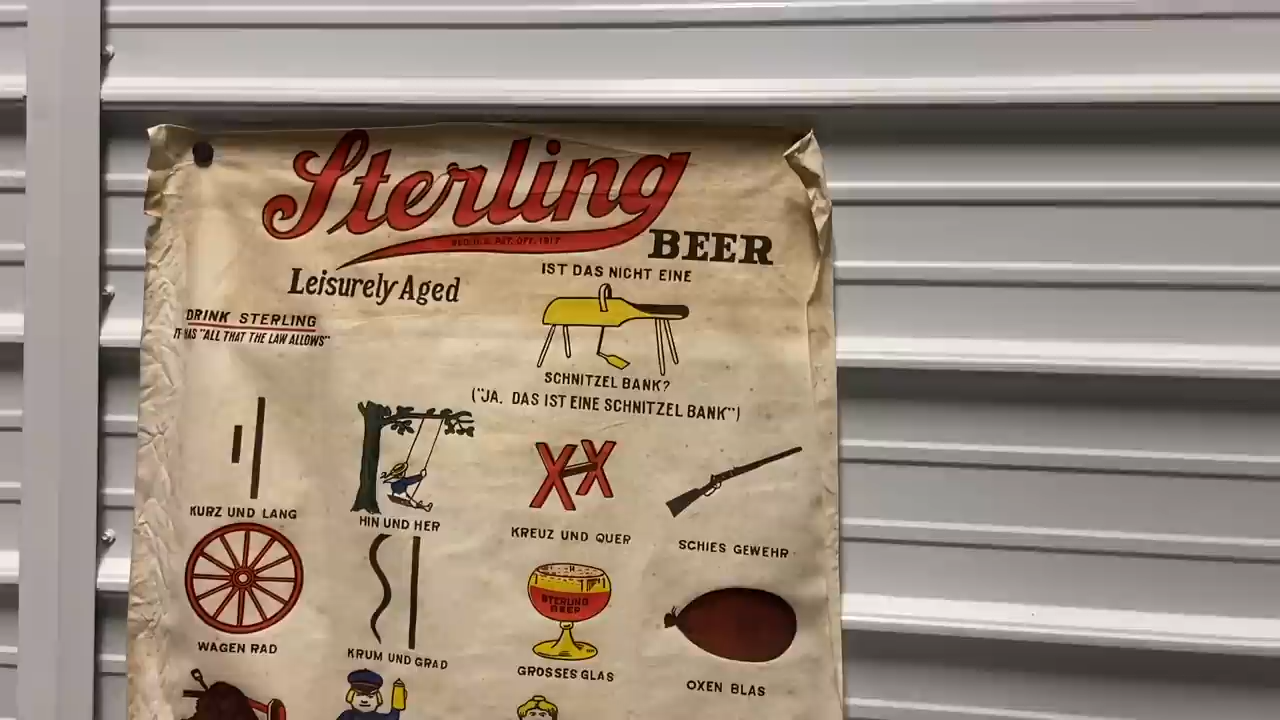 Sterling
REG. U.S. PAT. OFF. 1917
BEER
Leisurely Aged
IST DAS NICHT EINE
DRINK STERLING
IT HAS "ALL THAT THE LAW ALLOWS"
SCHNITZEL BANK?
("JA. DAS IST EINE SCHNITZEL BANK")
KURZ UND LANG
HIN UND HER
KREUZ UND QUER
SCHIES GEWEHR
STERLING
BEER
WAGEN RAD
KRUM UND GRAD
GROSSES GLAS
OXEN BLAS